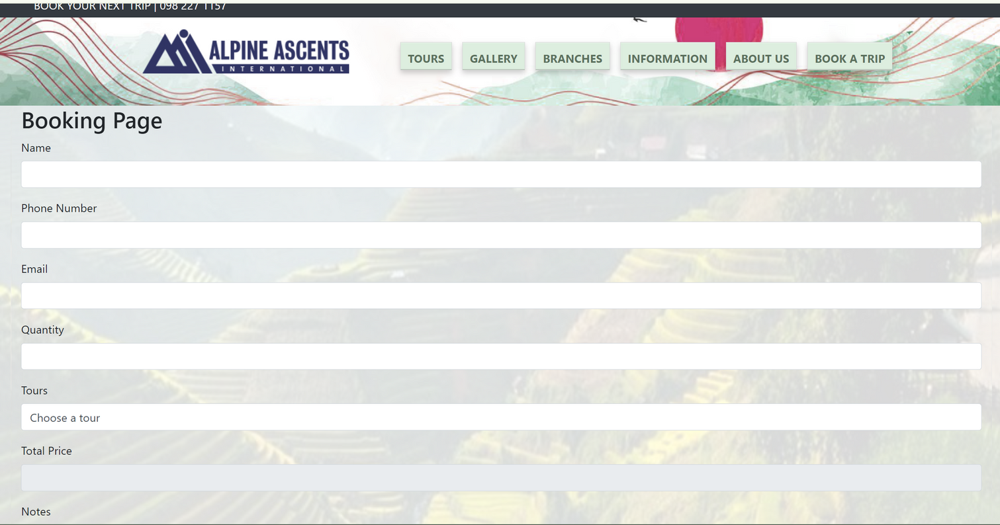 BOOK YOUR NEXT TRIP | 098 227 1157
ALPINE ASCENTS
INTERNATIONAL
TOURS GALLERY BRANCHES INFORMATION ABOUT US BOOK A TRIP
Booking Page
Name
Phone Number
Email
Quantity
Tours
Choose a tour
Total Price
Notes